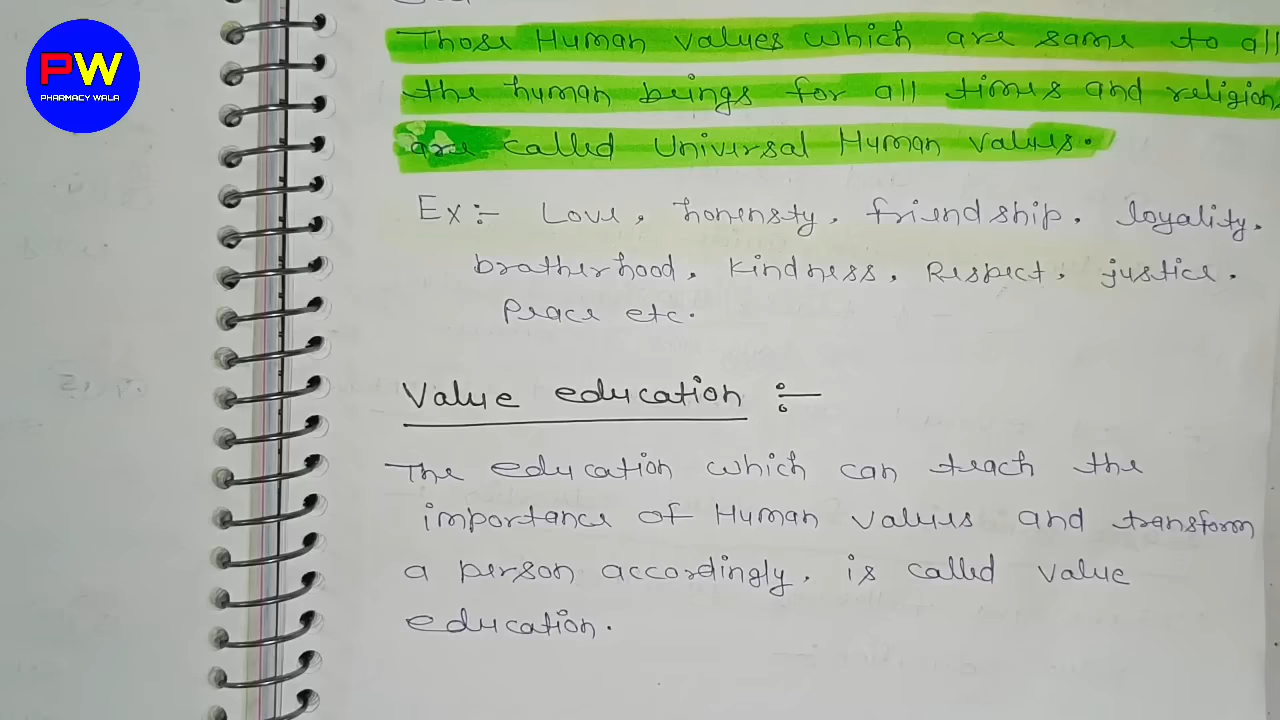 PW
PHARMACY WALA
Those Human values which are same to all
the human beings for all times and religion,
are called Universal Human values.
Ex:- Love, honensty, friendship, loyality,
bratherhood, kindness, Respect, justice,
Peace etc.
Value education :-
The education which can teach the
importance of Human values and transform
a person accordingly, is called value
education.